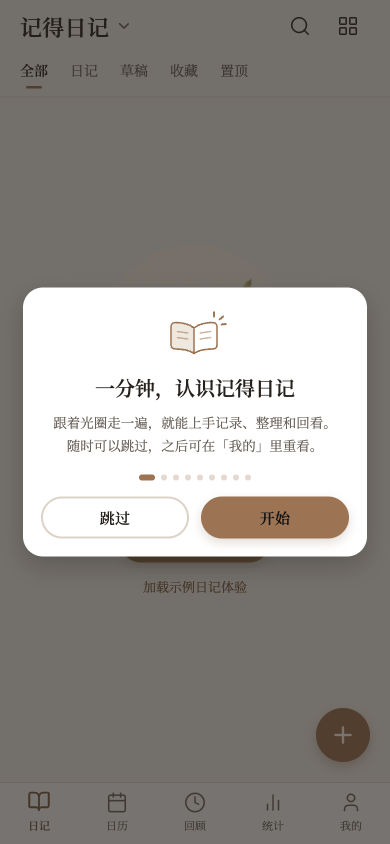 记得日记
全部 日记 草稿 收藏 置顶
一分钟，认识记得日记
跟着光圈走一遍，就能上手记录、整理和回看。
随时可以跳过，之后可在「我的」里重看。
跳过 开始
加载示例日记体验
日记 日历 回顾 统计 我的